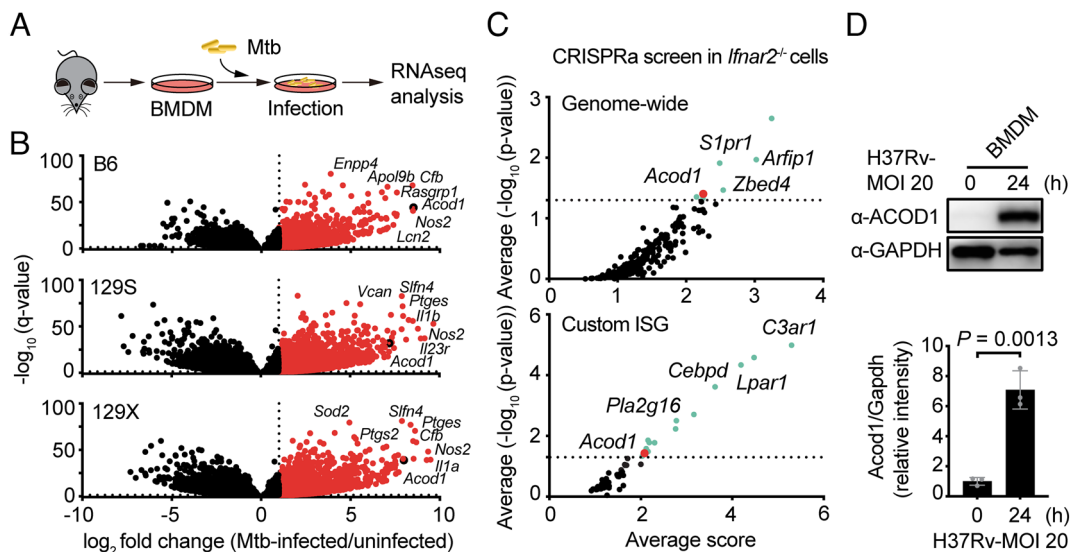 A
Mtb
BMDM
Infection
RNAseq
analysis
B
-log10 (q-value)
B6
100
50
0
Enpp4
Apol9b Cfb
Rasgrp1
Acod1
Nos2
Lcn2
129S
100
50
0
Vcan
Slfn4
Ptges
Il1b
Nos2
Il23r
Acod1
129X
100
50
0
Sod2
Slfn4
Ptges
Ptgs2
Cfb
Nos2
Il1a
Acod1
-10 -5 0 5 10
log2 fold change (Mtb-infected/uninfected)
C
CRISPRa screen in Ifnar2-/- cells
Average (-log10 (p-value))
Genome-wide
3
2
1
0
S1pr1
Arfip1
Acod1
Zbed4
0 1 2 3 4
Average (-log10 (p-value))
Custom ISG
6
4
2
0
C3ar1
Cebpd
Lpar1
Pla2g16
Acod1
0 2 4 6
Average score
D
BMDM
H37Rv-
MOI 20 0 24 (h)
α-ACOD1
α-GAPDH
P = 0.0013
Acod1/Gapdh
(relative intensity)
10
8
6
4
2
0
0 24 (h)
H37Rv-MOI 20